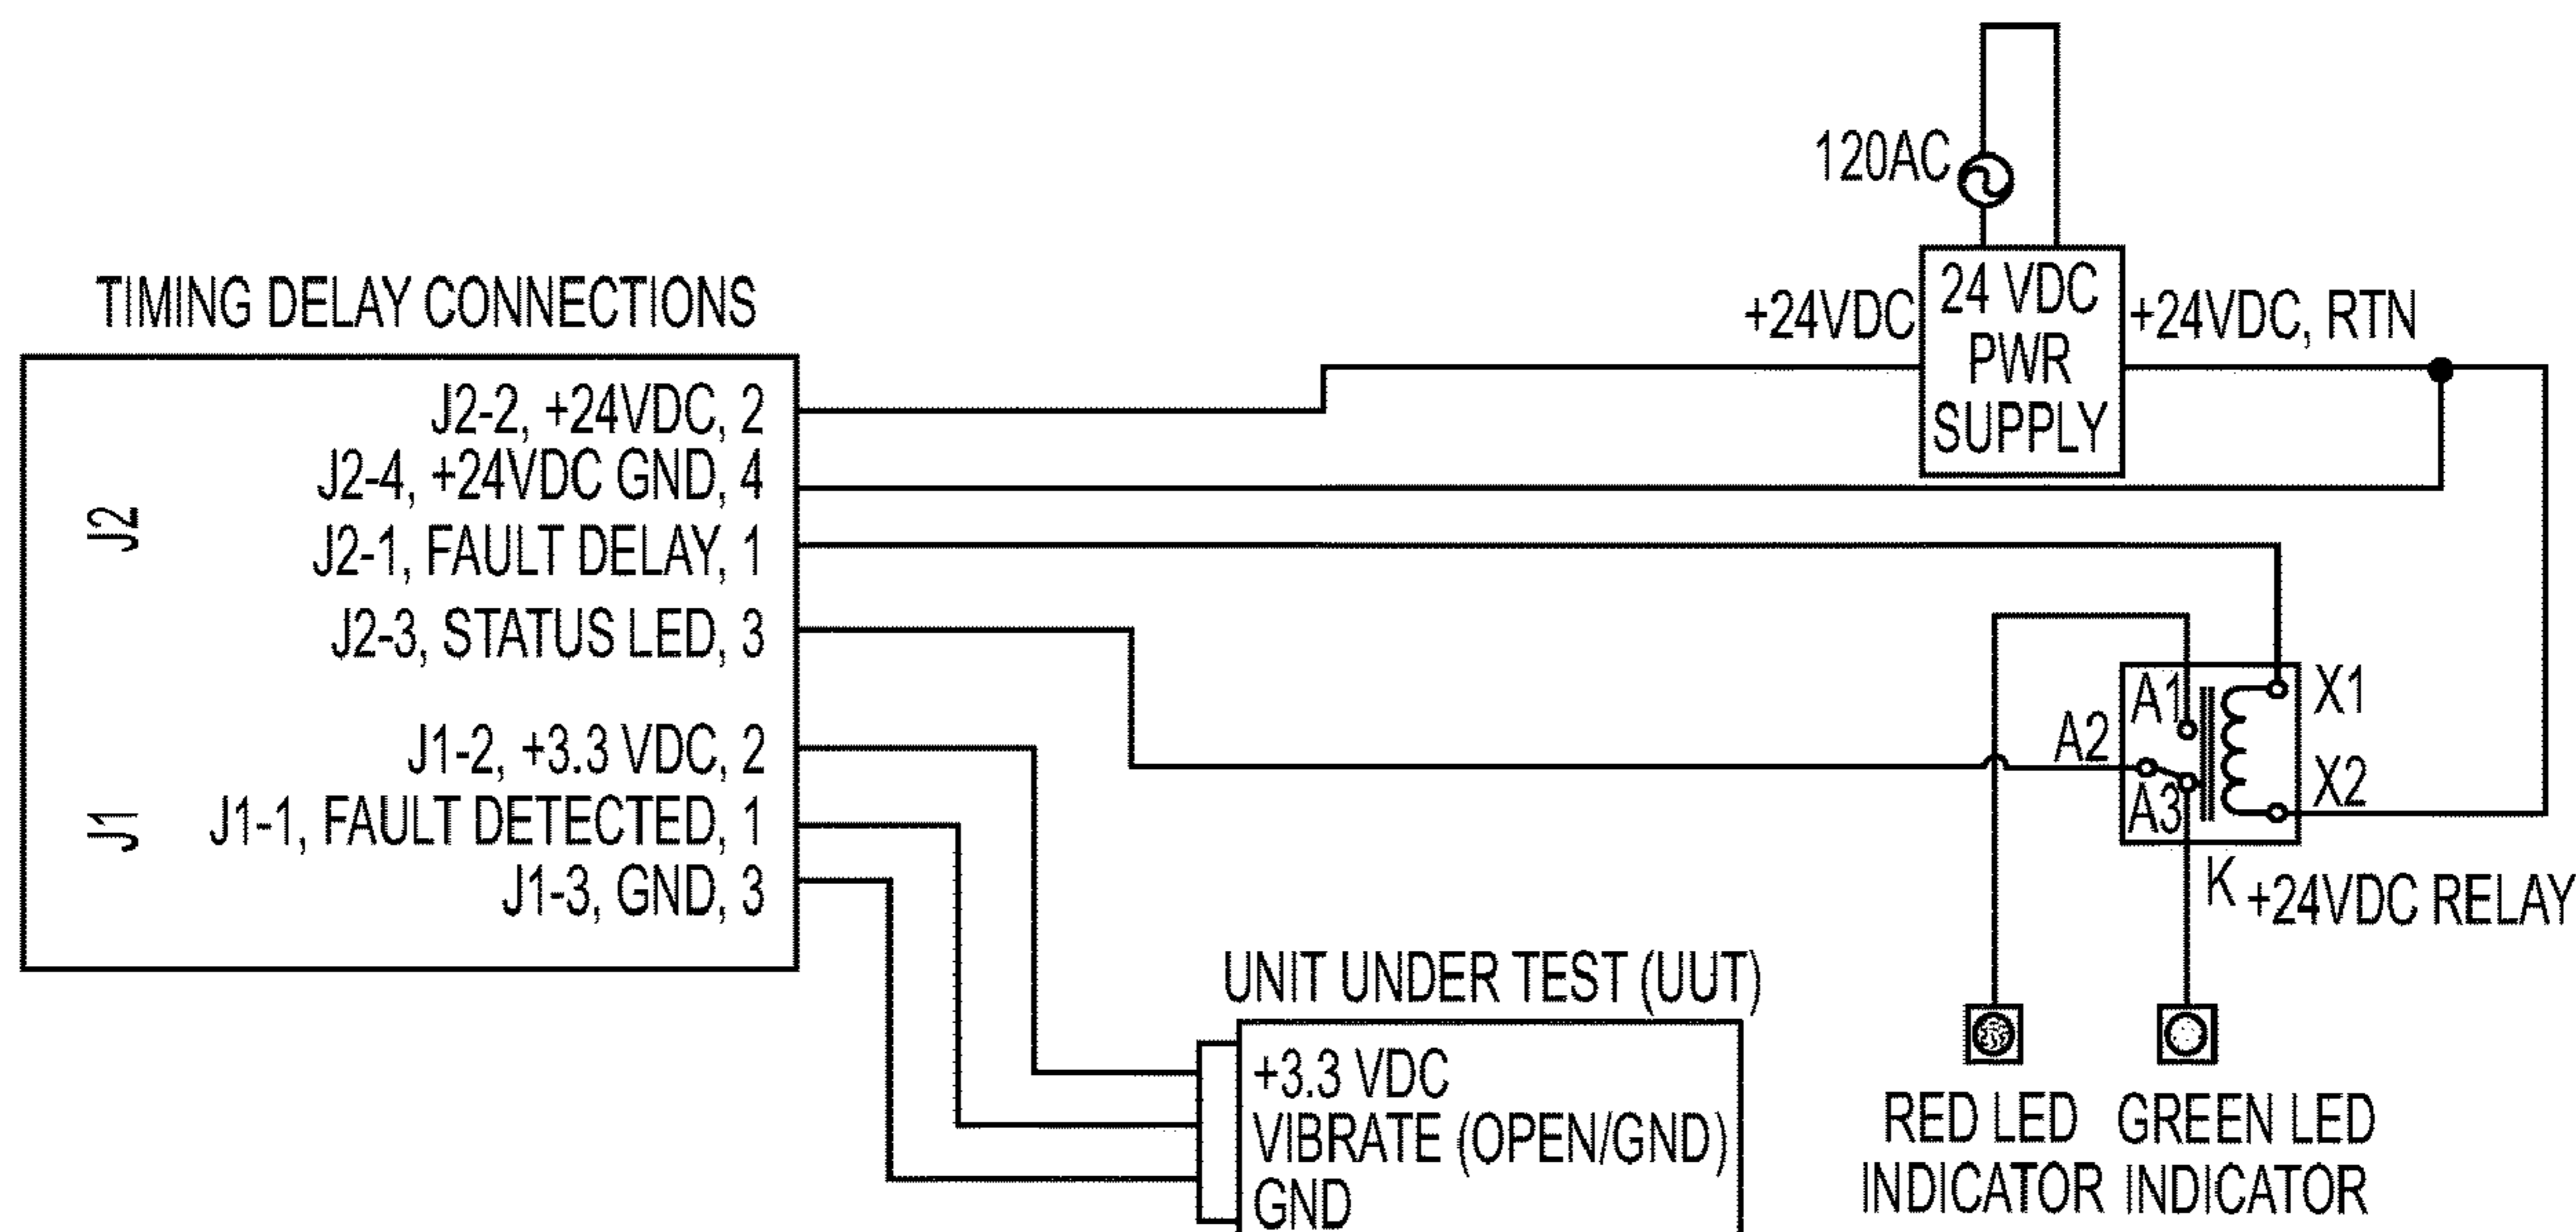 120AC
TIMING DELAY CONNECTIONS
+24VDC
24 VDC
PWR
SUPPLY
+24VDC, RTN
J2
J2-2, +24VDC, 2
J2-4, +24VDC GND, 4
J2-1, FAULT DELAY, 1
J2-3, STATUS LED, 3
J1
J1-2, +3.3 VDC, 2
J1-1, FAULT DETECTED, 1
J1-3, GND, 3
A1
A2
A3
X1
X2
K
+24VDC RELAY
UNIT UNDER TEST (UUT)
+3.3 VDC
VIBRATE (OPEN/GND)
GND
RED LED
INDICATOR
GREEN LED
INDICATOR